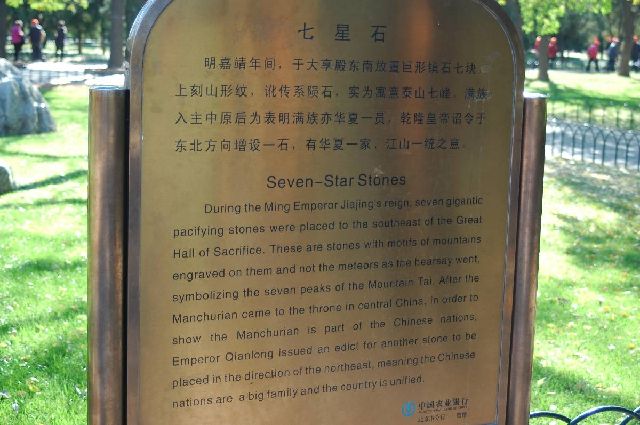 七星石
明嘉靖年间，于大享殿东南放置巨形镇石七块，
上刻山形纹，讹传系陨石，实为寓意泰山七峰，满族
入主中原后为表明满族亦华夏一员，乾隆皇帝诏令于
东北方向增设一石，有华夏一家、江山一统之意。
Seven-Star Stones
During the Ming Emperor Jiajing's reign, seven gigantic
pacifying stones were placed to the southeast of the Great
Hall of Sacrifice. These are stones with motifs of mountains
engraved on them and not the meteors as the hearsay went,
symbolizing the seven peaks of the Mountain Tai. After the
Manchurian came to the throne in central China, in order to
show the Manchurian is part of the Chinese nations,
Emperor Qianlong issued an edict for another stone to be
placed in the direction of the northeast, meaning the Chinese
nations are a big family and the country is unified.
中国农业银行